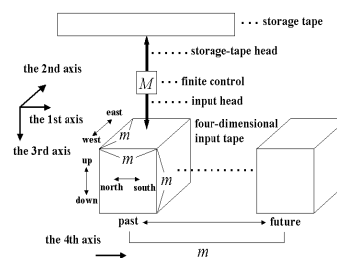 storage tape
storage-tape head
the 2nd axis
M
finite control
the 1st axis
input head
the 3rd axis
east
west
m
four-dimensional
input tape
up
m
m
north
south
down
past
future
the 4th axis
m